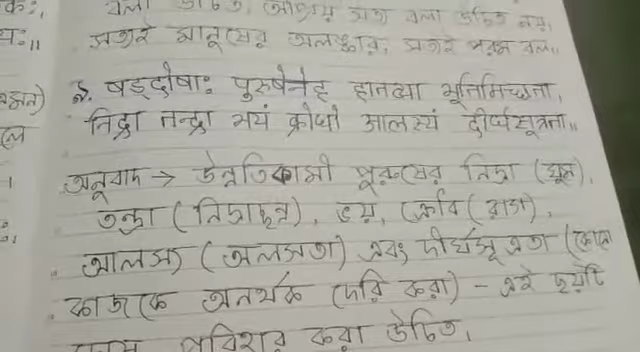 বলা উচিত, অপ্রিয় সত্য বলা উচিত নয়,
সত্যই মানুষের অলঙ্কার, সত্যই পরম বল॥
৯. ষড্‌দোষাঃ পুরুষেনেহ হাতব্যা ভূতিমিচ্ছতা,
নিদ্রা তন্দ্রা ভয়ং ক্রোধো আলস্যং দীর্ঘসূত্রতা॥
অনুবাদ → উন্নতিকামী পুরুষের নিদ্রা (ঘুম),
তন্দ্রা (নিদ্রাচ্ছন্ন), ভয়, ক্রোধ (রাগ),
আলস্য (অলসতা) এবং দীর্ঘসূত্রতা (কোনো
কাজকে অনর্থক দেরি করা) - এই ছয়টি
পরিহার করা উচিত,